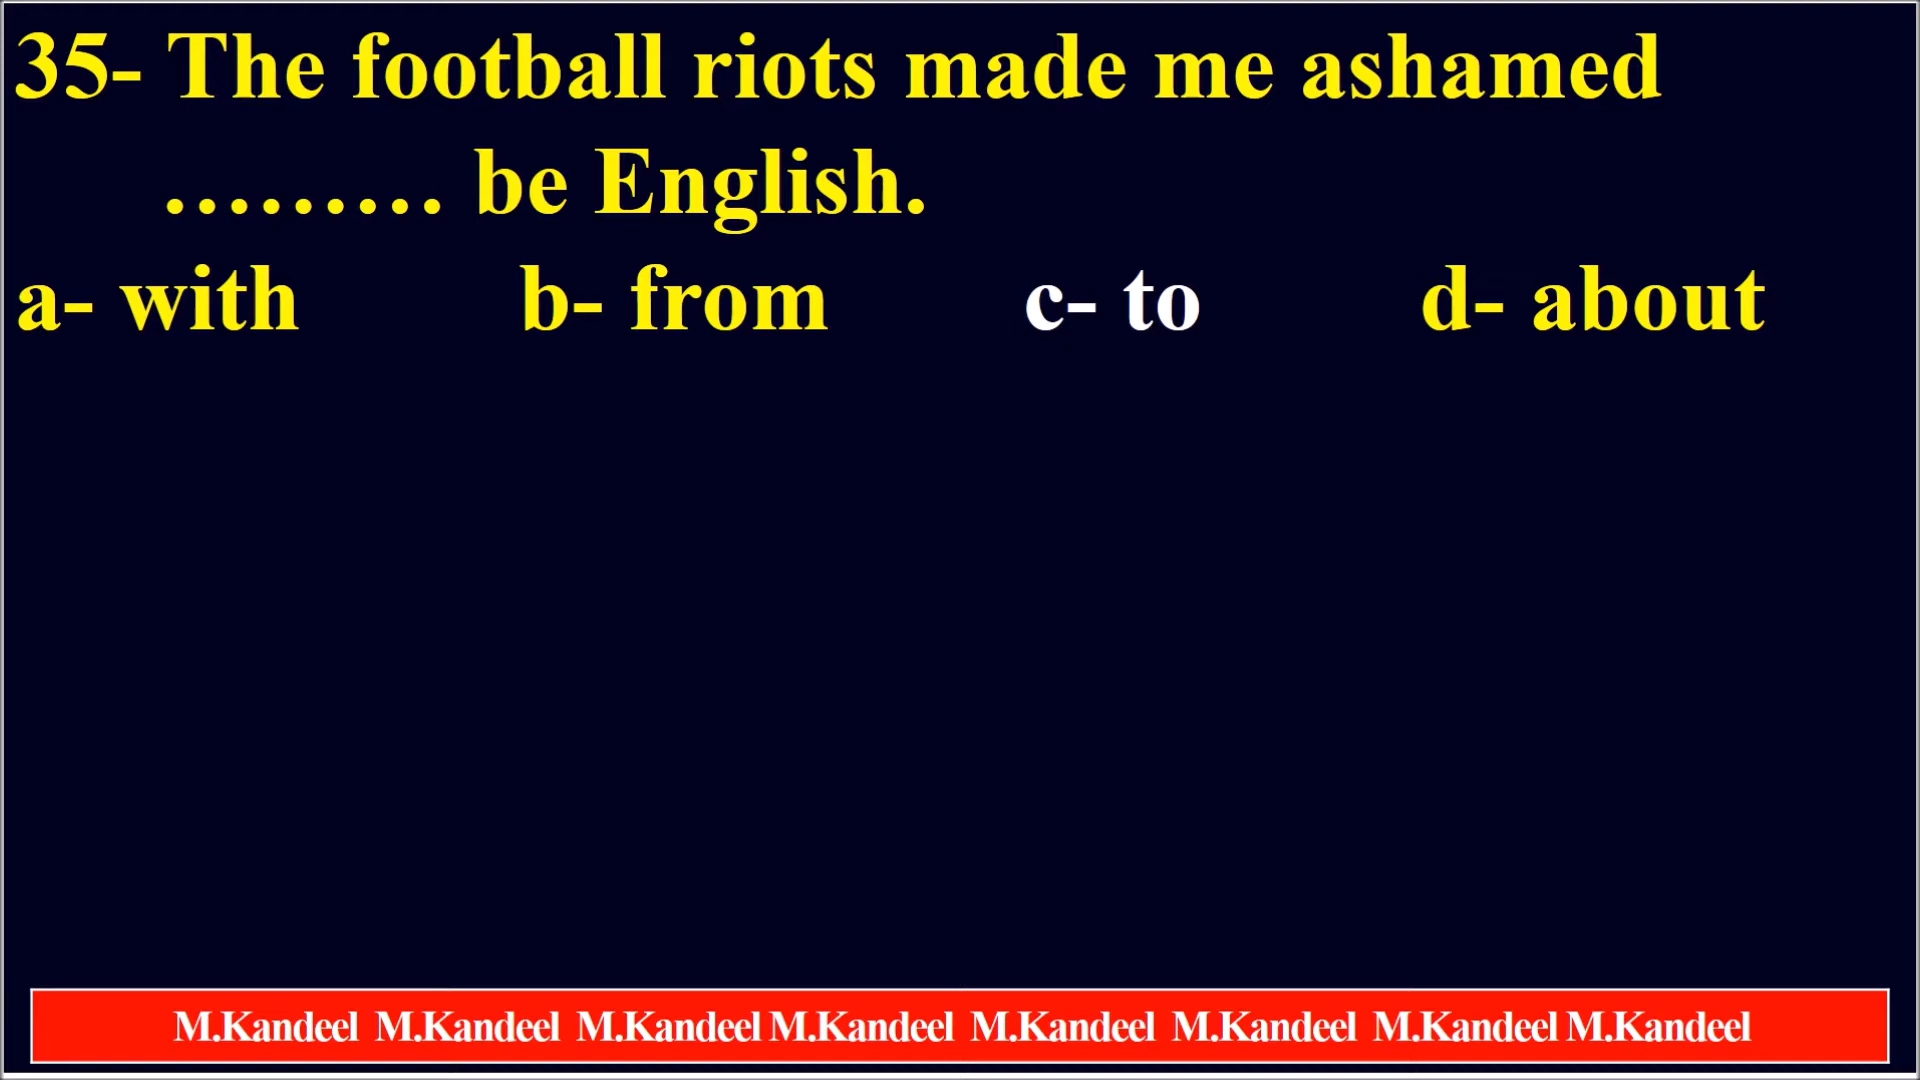 35- The football riots made me ashamed
……… be English.
a- with b- from c- to d- about
M.Kandeel M.Kandeel M.Kandeel M.Kandeel M.Kandeel M.Kandeel M.Kandeel M.Kandeel